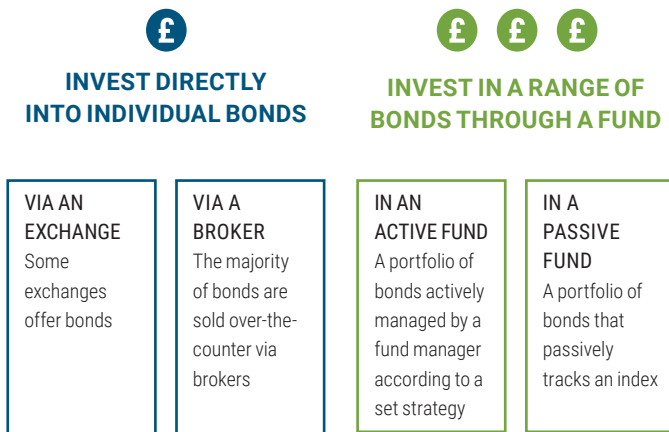 £
£ £ £
INVEST DIRECTLY
INTO INDIVIDUAL BONDS
INVEST IN A RANGE OF
BONDS THROUGH A FUND
VIA AN
EXCHANGE
Some
exchanges
offer bonds
VIA A
BROKER
The majority
of bonds are
sold over-the-
counter via
brokers
IN AN
ACTIVE FUND
A portfolio of
bonds actively
managed by a
fund manager
according to a
set strategy
IN A
PASSIVE
FUND
A portfolio of
bonds that
passively
tracks an index